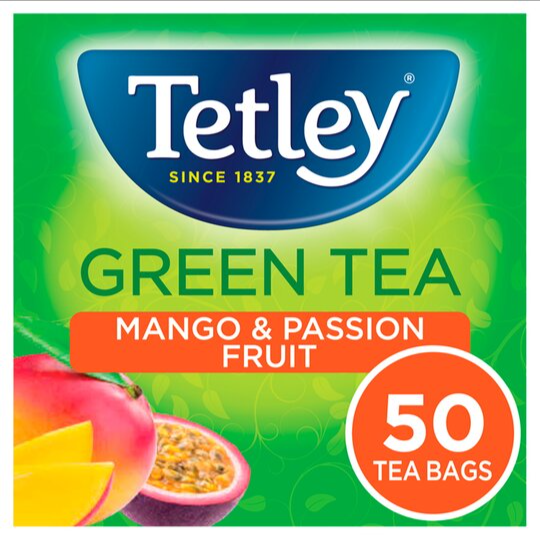 Tetley®
SINCE 1837
GREEN TEA
MANGO & PASSION
FRUIT
50
TEA BAGS